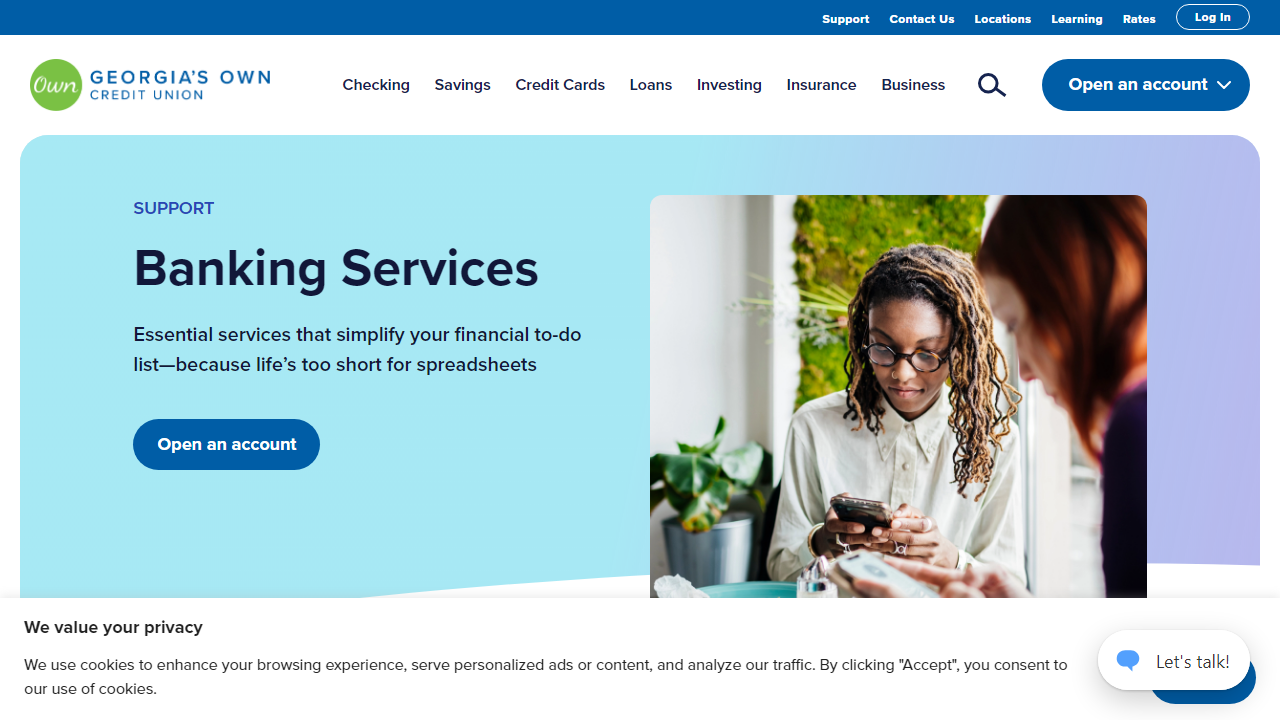 Support Contact Us Locations Learning Rates Log In
Own GEORGIA'S OWN
CREDIT UNION
Checking Savings Credit Cards Loans Investing Insurance Business Open an account
SUPPORT
Banking Services
Essential services that simplify your financial to-do
list—because life's too short for spreadsheets
Open an account
We value your privacy
We use cookies to enhance your browsing experience, serve personalized ads or content, and analyze our traffic. By clicking "Accept", you consent to
our use of cookies.
Let's talk!